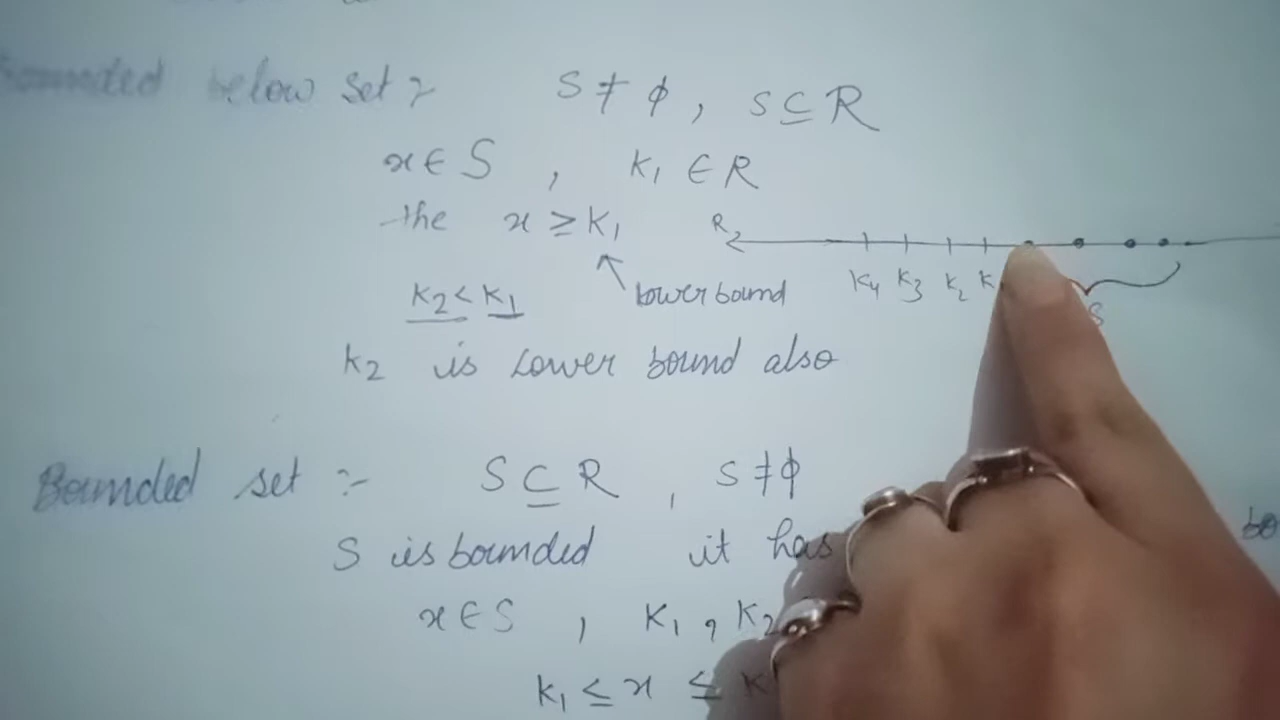 Bounded below set :- S ≠ ϕ, S ⊆ R
x ∈ S , K₁ ∈ R
the x ≥ K₁
R
K₄ K₃ K₂ K
S
K₂ < K₁ Lower bound
K₂ is Lower bound also
Bounded set :- S ⊆ R , S ≠ ϕ
S is bounded it has
x ∈ S , K₁ , K₂
K₁ ≤ x ≤ K